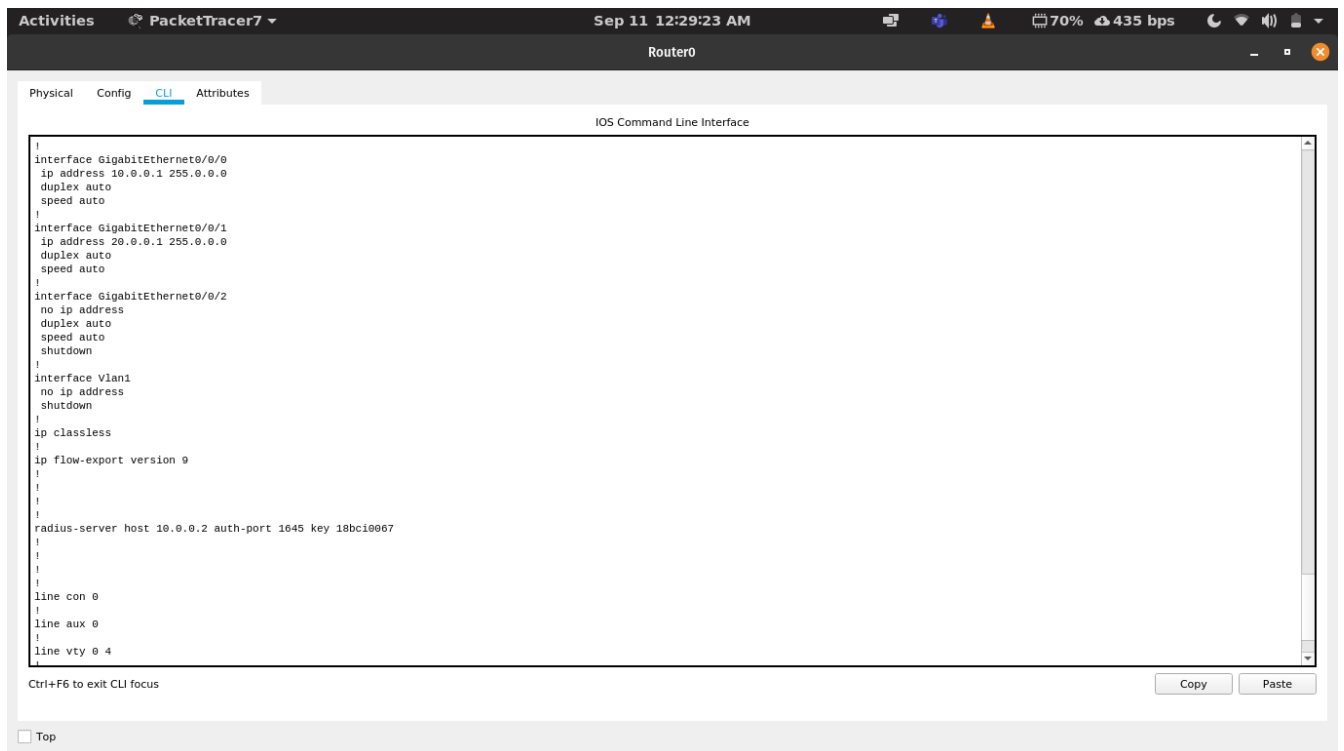 Activities PacketTracer7 Sep 11 12:29:23 AM 70% 435 bps
Router0
Physical Config CLI Attributes
IOS Command Line Interface
!
interface GigabitEthernet0/0/0
ip address 10.0.0.1 255.0.0.0
duplex auto
speed auto
!
interface GigabitEthernet0/0/1
ip address 20.0.0.1 255.0.0.0
duplex auto
speed auto
!
interface GigabitEthernet0/0/2
no ip address
duplex auto
speed auto
shutdown
!
interface Vlan1
no ip address
shutdown
!
ip classless
!
ip flow-export version 9
!
!
!
!
radius-server host 10.0.0.2 auth-port 1645 key 18bci0067
!
!
!
!
line con 0
!
line aux 0
!
line vty 0 4
!
Ctrl+F6 to exit CLI focus Copy Paste
Top